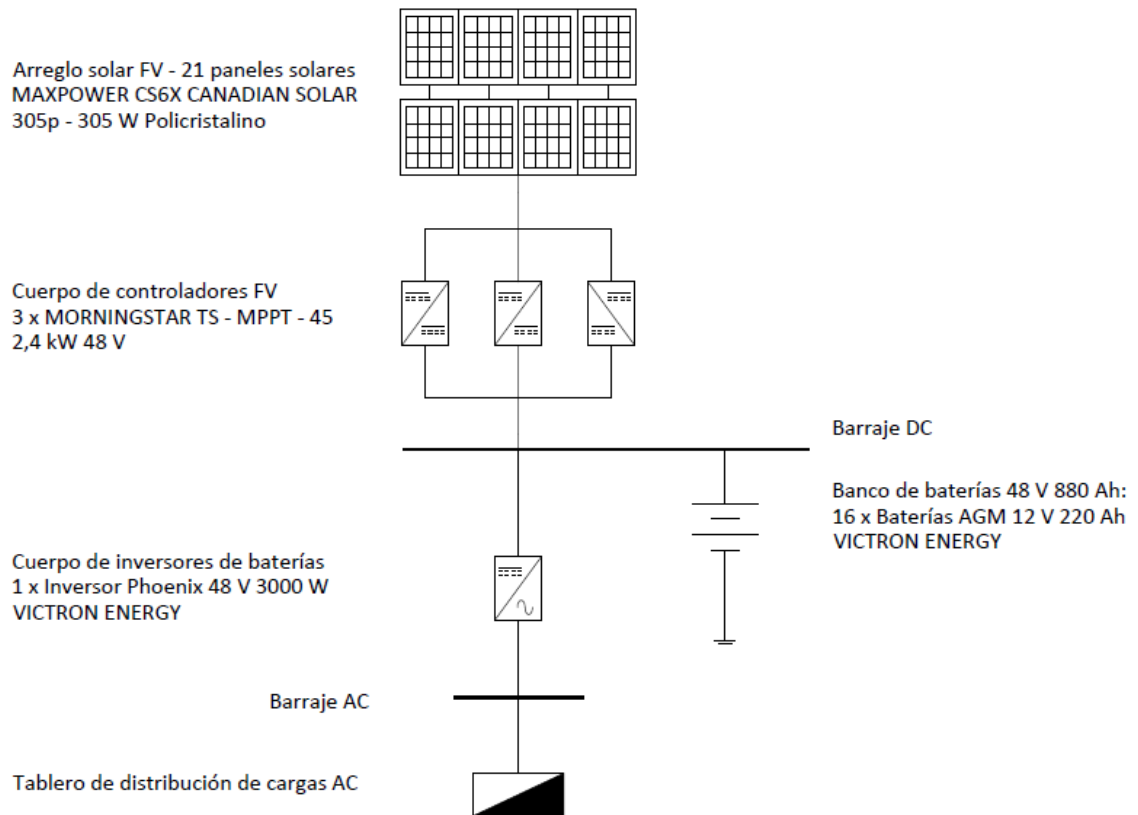 Arreglo solar FV - 21 paneles solares
MAXPOWER CS6X CANADIAN SOLAR
305p - 305 W Policristalino
Cuerpo de controladores FV
3 x MORNINGSTAR TS - MPPT - 45
2,4 kW 48 V
Barraje DC
Banco de baterías 48 V 880 Ah:
16 x Baterías AGM 12 V 220 Ah
VICTRON ENERGY
Cuerpo de inversores de baterías
1 x Inversor Phoenix 48 V 3000 W
VICTRON ENERGY
Barraje AC
Tablero de distribución de cargas AC